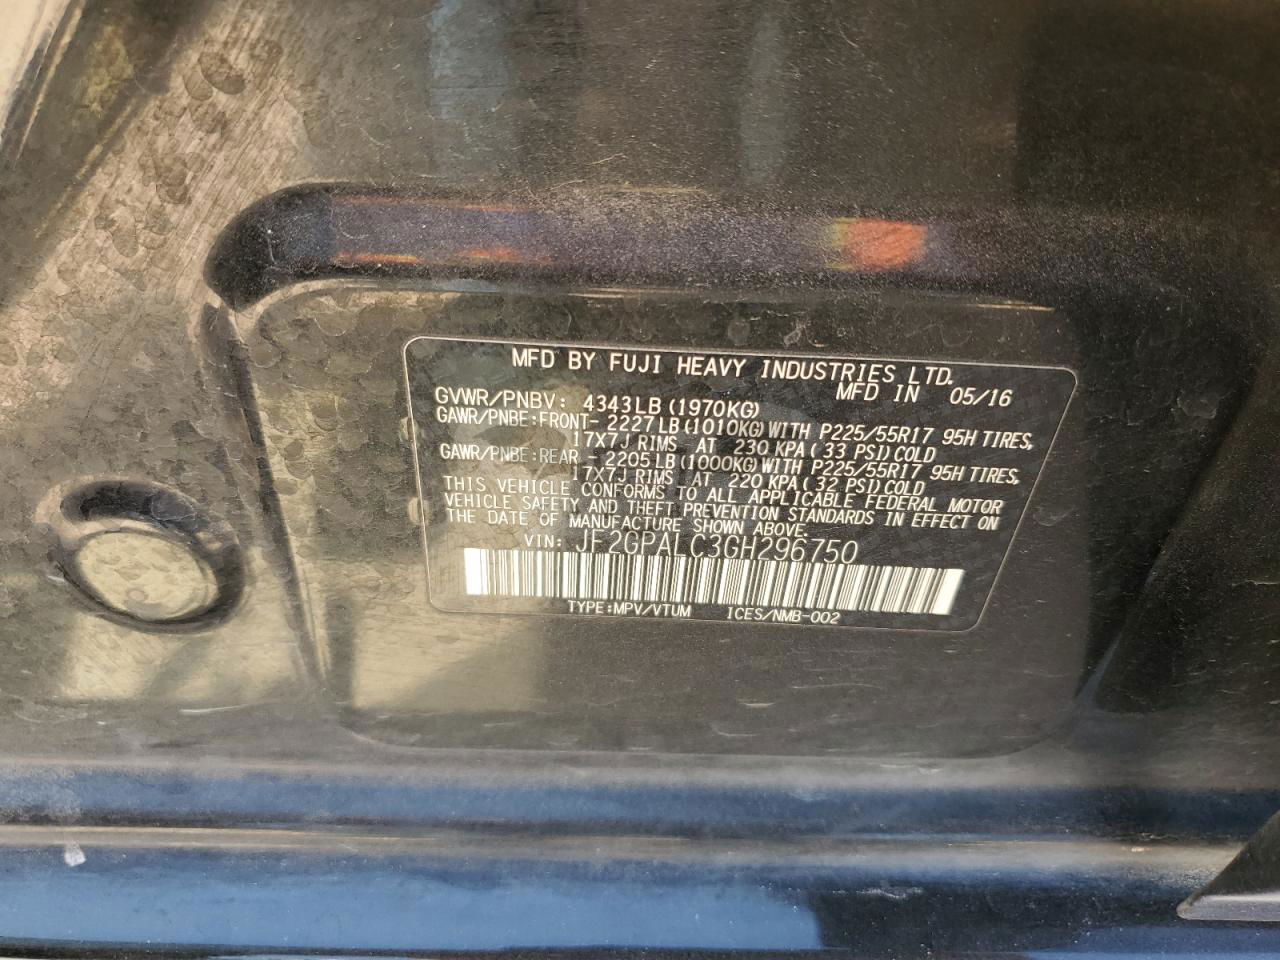 MFD BY FUJI HEAVY INDUSTRIES LTD.
MFD IN 05/16
GVWR/PNBV: 4343LB(1970KG)
GAWR/PNBE:FRONT- 2227LB(1010KG)WITH P225/55R17 95H TIRES,
17X7J RIMS AT 230 KPA(33 PSI)COLD
GAWR/PNBE:REAR - 2205LB(1000KG)WITH P225/55R17 95H TIRES,
17X7J RIMS AT 220 KPA(32 PSI)COLD
THIS VEHICLE CONFORMS TO ALL APPLICABLE FEDERAL MOTOR
VEHICLE SAFETY AND THEFT PREVENTION STANDARDS IN EFFECT ON
THE DATE OF MANUFACTURE SHOWN ABOVE.
VIN: JF2GPALC3GH296750
TYPE:MPV/VTUM ICES/NMB-002